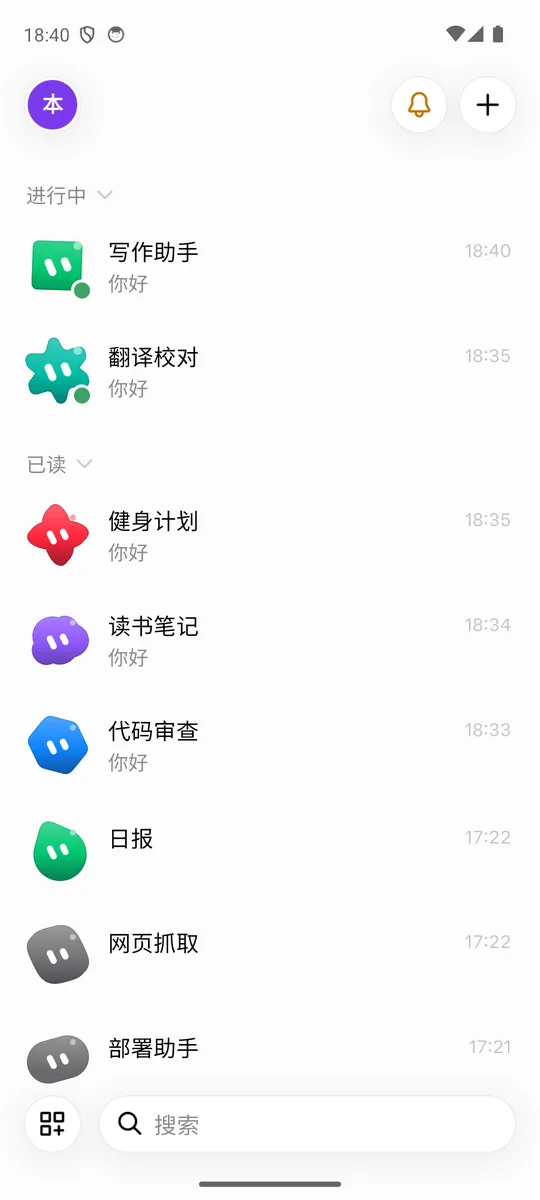 18:40
本
进行中
写作助手
18:40
你好
翻译校对
18:35
你好
已读
健身计划
18:35
你好
读书笔记
18:34
你好
代码审查
18:33
你好
日报
17:22
网页抓取
17:22
部署助手
17:21
搜索